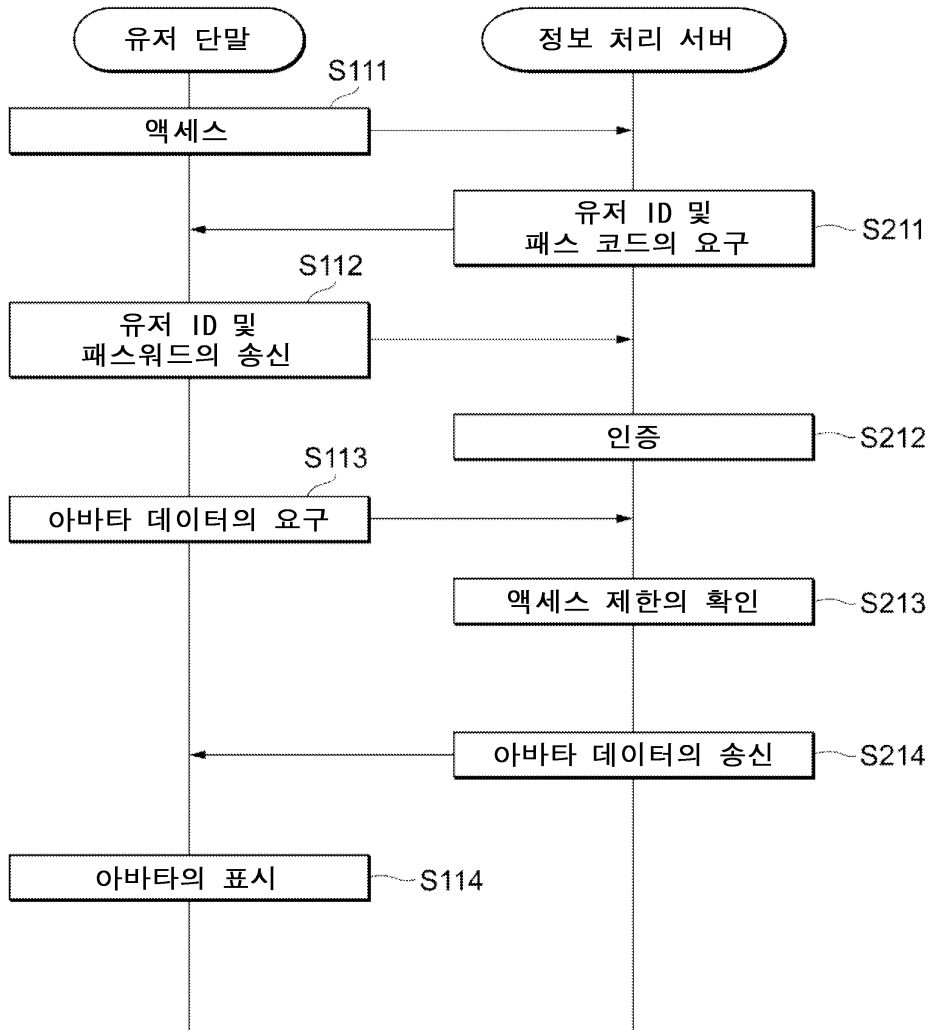 유저 단말
정보 처리 서버
S111
액세스
유저 ID 및
패스 코드의 요구
S211
S112
유저 ID 및
패스워드의 송신
인증
S212
S113
아바타 데이터의 요구
액세스 제한의 확인
S213
아바타 데이터의 송신
S214
아바타의 표시
S114